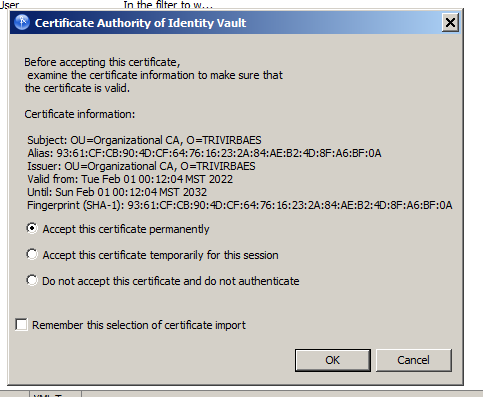 User
In the filter to w...
Certificate Authority of Identity Vault
Before accepting this certificate,
examine the certificate information to make sure that
the certificate is valid.
Certificate information:
Subject: OU=Organizational CA, O=TRIVIRBAES
Alias: 93:61:CF:CB:90:4D:CF:64:76:16:23:2A:84:AE:B2:4D:8F:A6:BF:0A
Issuer: OU=Organizational CA, O=TRIVIRBAES
Valid from: Tue Feb 01 00:12:04 MST 2022
Until: Sun Feb 01 00:12:04 MST 2032
Fingerprint (SHA-1): 93:61:CF:CB:90:4D:CF:64:76:16:23:2A:84:AE:B2:4D:8F:A6:BF:0A
Accept this certificate permanently
Accept this certificate temporarily for this session
Do not accept this certificate and do not authenticate
Remember this selection of certificate import
OK
Cancel